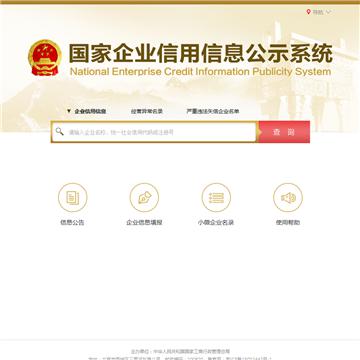 导航
国家企业信用信息公示系统
National Enterprise Credit Information Publicity System
企业信用信息 经营异常名录 严重违法失信企业名单
请输入企业名称、统一社会信用代码或注册号 查 询
信息公告 企业信息填报 小微企业名录 使用帮助
主办单位：中华人民共和国国家工商行政管理总局